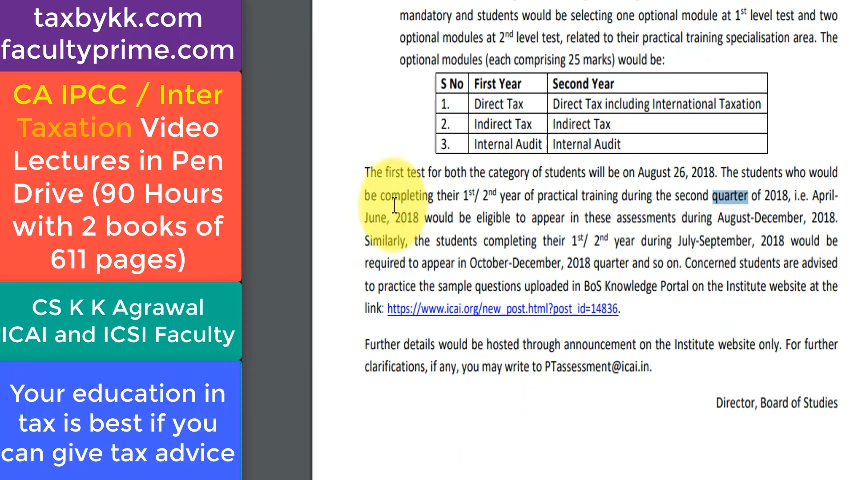 taxbykk.com
factyprime.com
CA IPCC / Inter
Taxation Video
Lectures in Pen
Drive (90 Hours
with 2 books of
611 pages)
CS K K Agrawal
ICAI and ICSI Faculty
Your education in
tax is best if you
can give tax advice
mandatory and students would be selecting one optional module at 1st level test and two
optional modules at 2nd level test, related to their practical training specialisation area. The
optional modules (each comprising 25 marks) would be:
S No First Year Second Year
1. Direct Tax Direct Tax including International Taxation
2. Indirect Tax Indirect Tax
3. Internal Audit Internal Audit
The first test for both the category of students will be on August 26, 2018. The students who would
be completing their 1st/ 2nd year of practical training during the second quarter of 2018, i.e. April-
June, 2018 would be eligible to appear in these assessments during August-December, 2018.
Similarly, the students completing their 1st/ 2nd year during July-September, 2018 would be
required to appear in October-December, 2018 quarter and so on. Concerned students are advised
to practice the sample questions uploaded in BoS Knowledge Portal on the Institute website at the
link: https://www.icai.org/new_post.html?post_id=14836.
Further details would be hosted through announcement on the Institute website only. For further
clarifications, if any, you may write to PTassessment@icai.in.
Director, Board of Studies